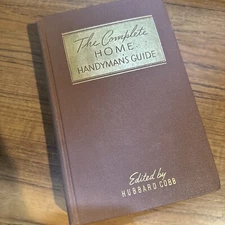 The Complete
HOME
HANDYMAN'S GUIDE
Edited by
HUBBARD COBB